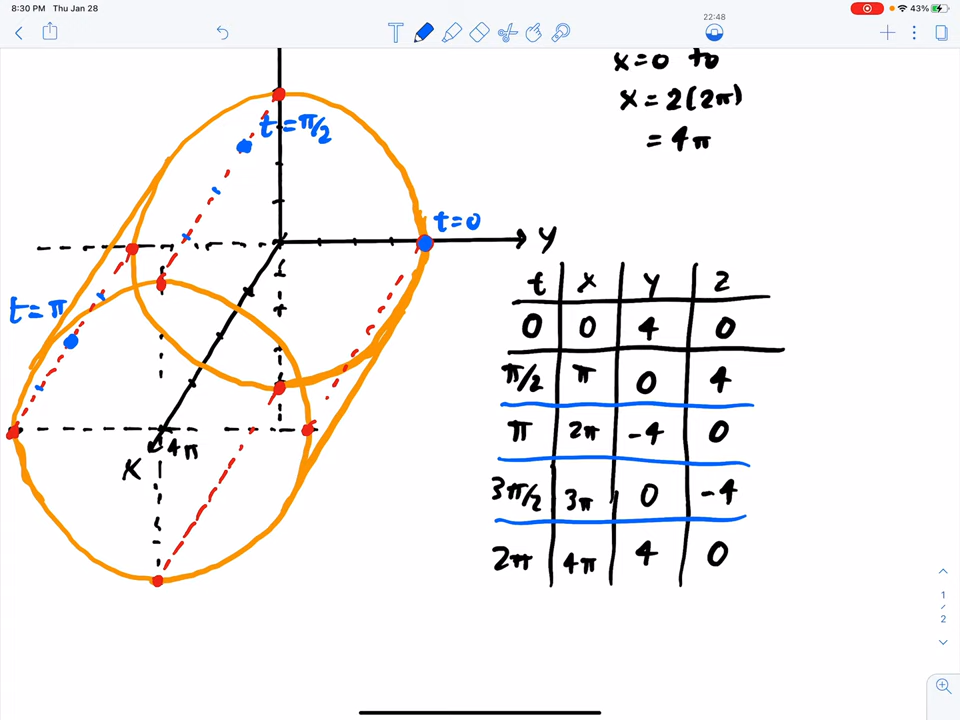 8:30 PM Thu Jan 28
43%
22:48
T
x=0 to
x=2(2π)
=4π
t=π/2
t=0
Y
t=π
4π
X
t x y z
0 0 4 0
π/2 π 0 4
π 2π -4 0
3π/2 3π 0 -4
2π 4π 4 0
1
/
2